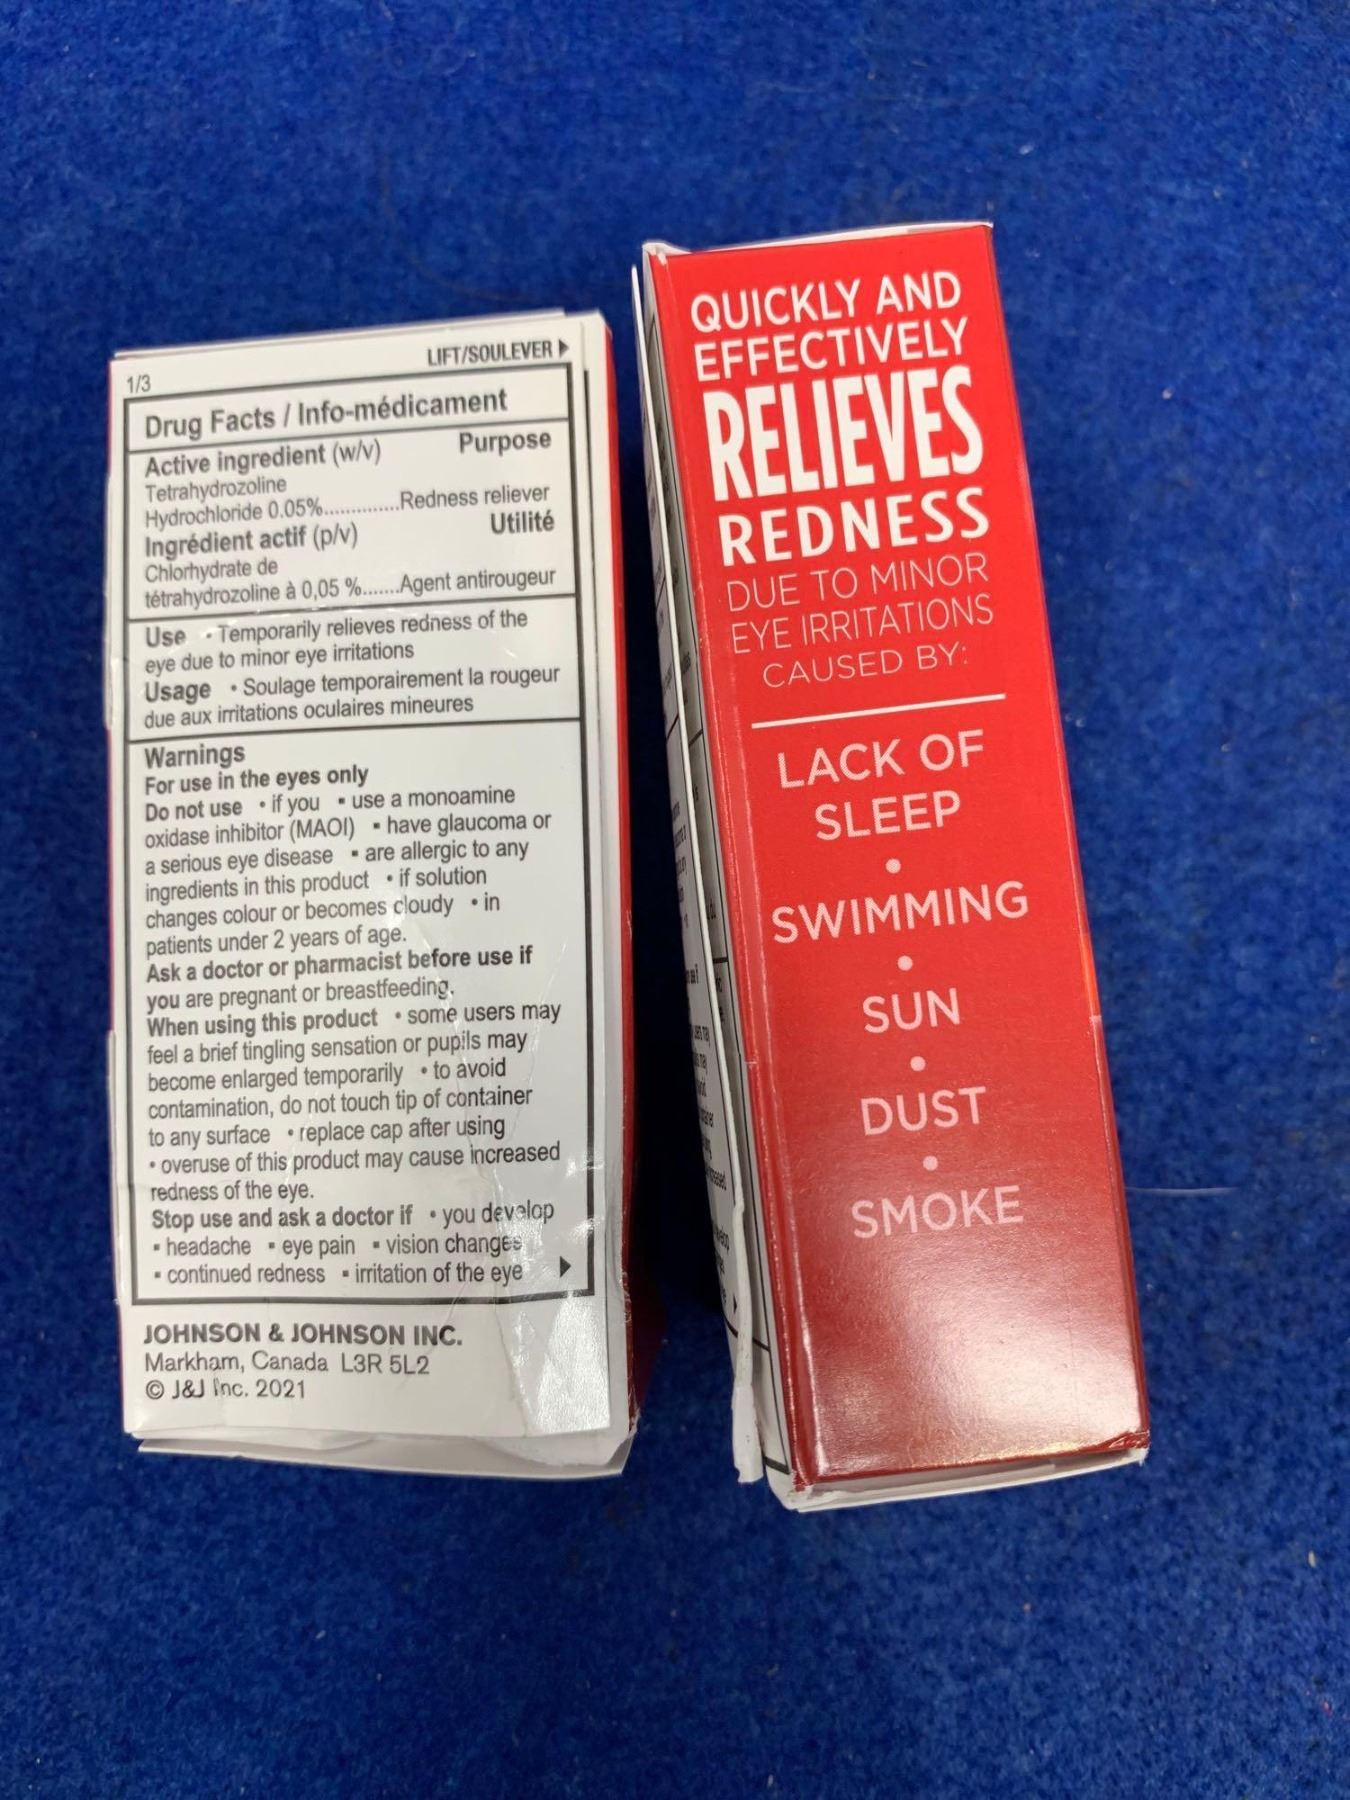 LIFT/SOULEVER
1/3
Drug Facts / Info-médicament
Active ingredient (w/v) Purpose
Tetrahydrozoline
Hydrochloride 0.05%..............Redness reliever
Ingrédient actif (p/v) Utilité
Chlorhydrate de
tétrahydrozoline à 0,05 %.......Agent antirougeur
Use • Temporarily relieves redness of the
eye due to minor eye irritations
Usage • Soulage temporairement la rougeur
due aux irritations oculaires mineures
Warnings
For use in the eyes only
Do not use • if you ▪ use a monoamine
oxidase inhibitor (MAOI) ▪ have glaucoma or
a serious eye disease ▪ are allergic to any
ingredients in this product • if solution
changes colour or becomes cloudy • in
patients under 2 years of age.
Ask a doctor or pharmacist before use if
you are pregnant or breastfeeding.
When using this product • some users may
feel a brief tingling sensation or pupils may
become enlarged temporarily • to avoid
contamination, do not touch tip of container
to any surface • replace cap after using
• overuse of this product may cause increased
redness of the eye.
Stop use and ask a doctor if • you develop
▪ headache ▪ eye pain ▪ vision changes
▪ continued redness ▪ irritation of the eye
JOHNSON & JOHNSON INC.
Markham, Canada L3R 5L2
© J&J Inc. 2021
QUICKLY AND
EFFECTIVELY
RELIEVES
REDNESS
DUE TO MINOR
EYE IRRITATIONS
CAUSED BY:
LACK OF
SLEEP
•
SWIMMING
•
SUN
•
DUST
•
SMOKE